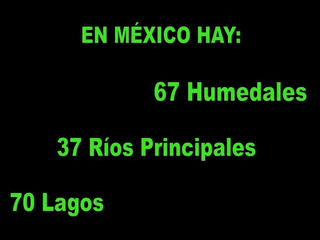 EN MÉXICO HAY:
67 Humedales
37 Ríos Principales
70 Lagos